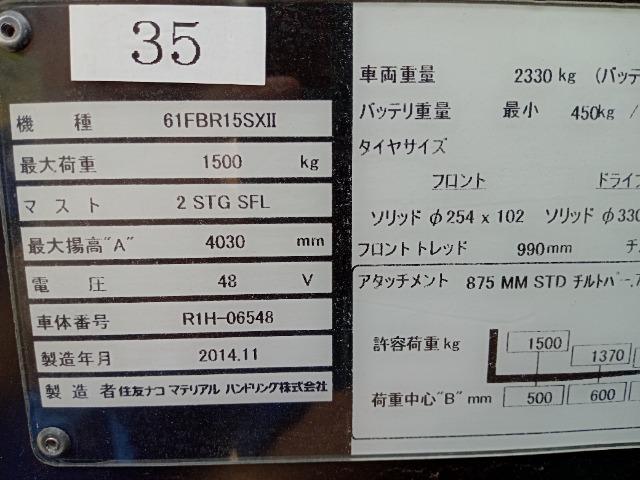 35
機 種 61FBR15SXII
最大荷重 1500 kg
マスト 2 STG SFL
最大揚高"A" 4030 mm
電 圧 48 V
車体番号 R1H-06548
製造年月 2014.11
製造者 住友ナコ マテリアル ハンドリング株式会社
車両重量 2330 kg (バッテ
バッテリ重量 最小 450kg /
タイヤサイズ
フロント ドライ
ソリッド φ254 x 102 ソリッド φ330
フロントトレッド 990mm
アタッチメント 875 MM STD チルトバー.7
許容荷重 kg 1500 1370
荷重中心"B" mm 500 600